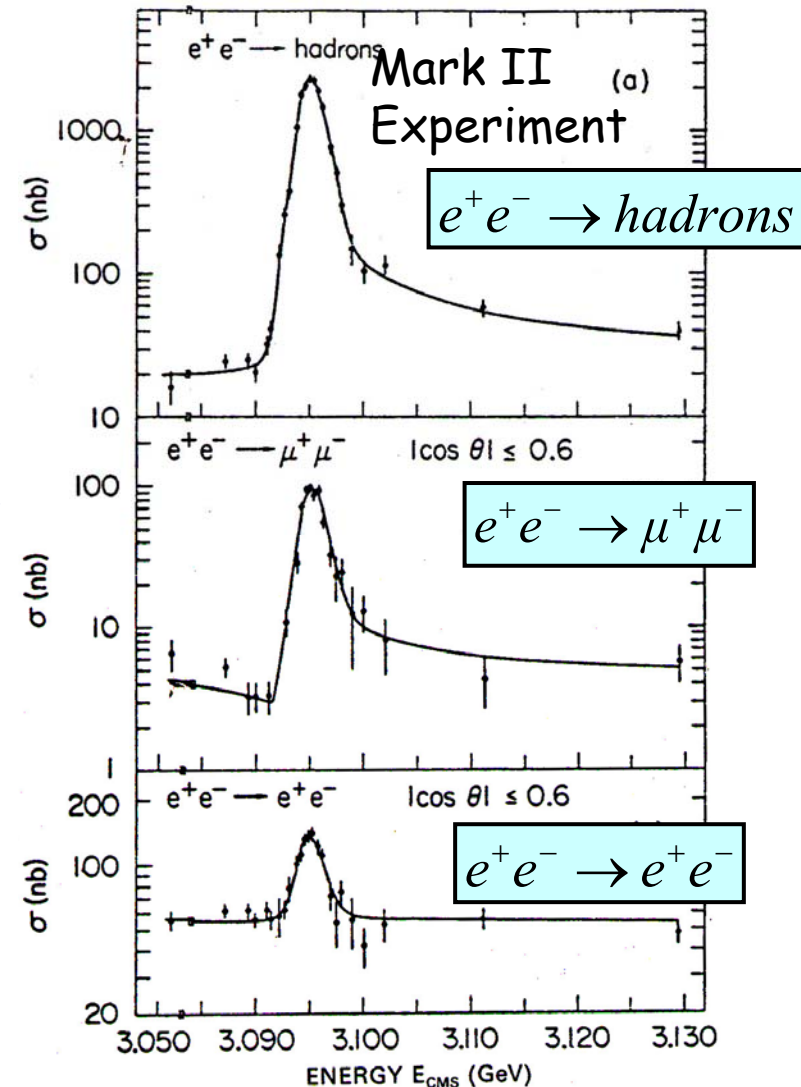 e⁺e⁻ → hadrons
Mark II (a)
Experiment
e⁺e⁻ → hadrons
σ (nb)
1000
100
10
e⁺e⁻ → μ⁺μ⁻ |cos θ| ≤ 0.6
e⁺e⁻ → μ⁺μ⁻
σ (nb)
100
10
1
e⁺e⁻ → e⁺e⁻ |cos θ| ≤ 0.6
e⁺e⁻ → e⁺e⁻
σ (nb)
200
100
20
3.050 3.090 3.100 3.110 3.120 3.130
ENERGY E_CMS (GeV)